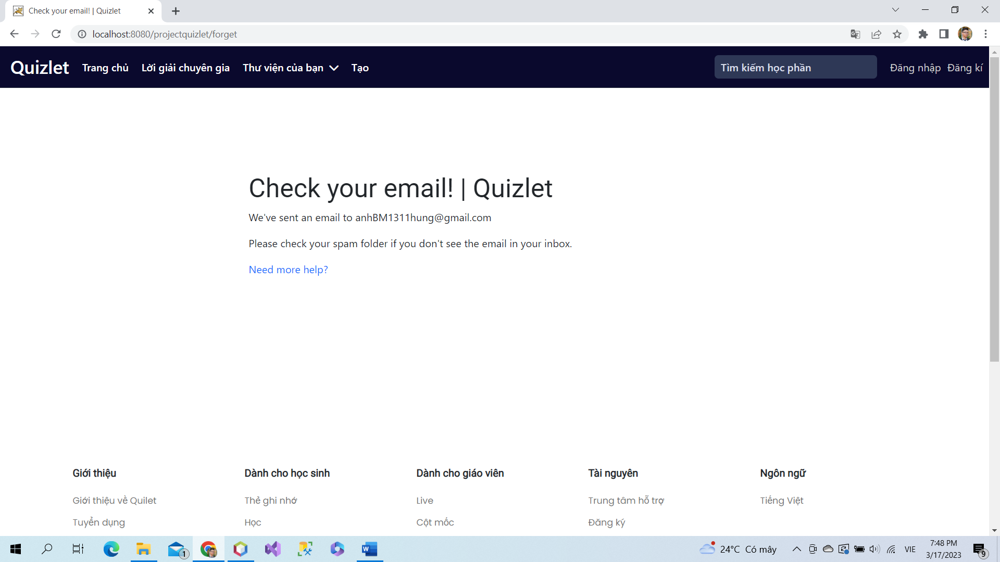 Check your email! | Quizlet
localhost:8080/projectquizlet/forget
Quizlet Trang chủ Lời giải chuyên gia Thư viện của bạn Tạo Tìm kiếm học phần Đăng nhập Đăng kí
Check your email! | Quizlet
We've sent an email to anhBM1311hung@gmail.com
Please check your spam folder if you don't see the email in your inbox.
Need more help?
Giới thiệu Dành cho học sinh Dành cho giáo viên Tài nguyên Ngôn ngữ
Giới thiệu về Quilet Thẻ ghi nhớ Live Trung tâm hỗ trợ Tiếng Việt
Tuyển dụng Học Cột mốc Đăng ký
1 W 24°C Có mây VIE 7:48 PM
3/17/2023 9